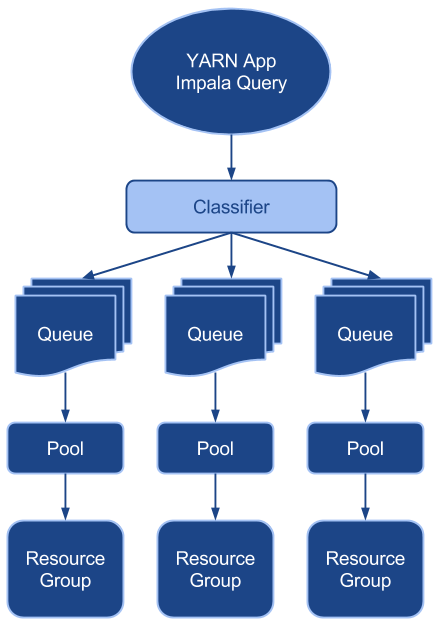 YARN App
Impala Query
Classifier
Queue
Queue
Queue
Pool
Pool
Pool
Resource
Group
Resource
Group
Resource
Group